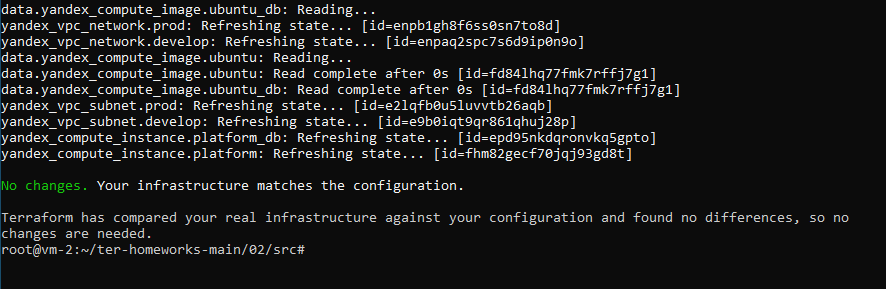 data.yandex_compute_image.ubuntu_db: Reading...
yandex_vpc_network.prod: Refreshing state... [id=enpb1gh8f6ss0sn7to8d]
yandex_vpc_network.develop: Refreshing state... [id=enpaq2spc7s6d9ip0n9o]
data.yandex_compute_image.ubuntu: Reading...
data.yandex_compute_image.ubuntu: Read complete after 0s [id=fd84lhq77fmk7rffj7g1]
data.yandex_compute_image.ubuntu_db: Read complete after 0s [id=fd84lhq77fmk7rffj7g1]
yandex_vpc_subnet.prod: Refreshing state... [id=e2lqfb0u5luvvtb26aqb]
yandex_vpc_subnet.develop: Refreshing state... [id=e9b0iqt9qr861qhuj28p]
yandex_compute_instance.platform_db: Refreshing state... [id=epd95nkdqronvkq5gpto]
yandex_compute_instance.platform: Refreshing state... [id=fhm82gecf70jqj93gd8t]
No changes. Your infrastructure matches the configuration.
Terraform has compared your real infrastructure against your configuration and found no differences, so no
changes are needed.
root@vm-2:~/ter-homeworks-main/02/src#